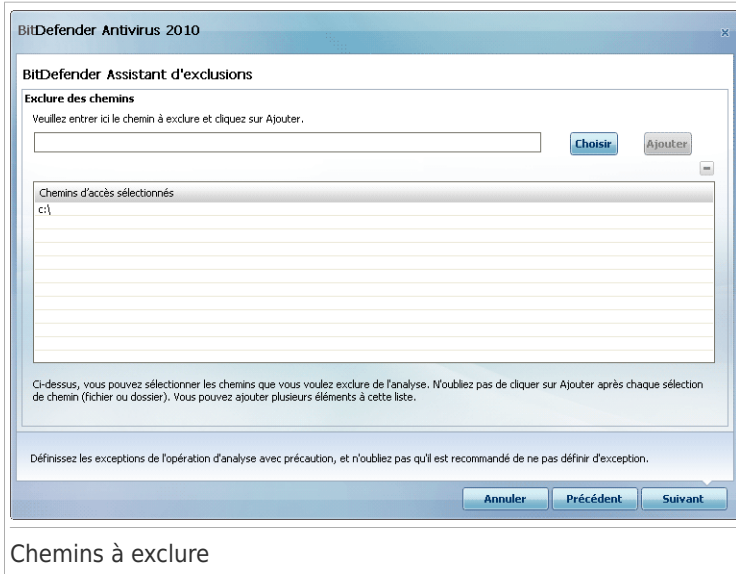 BitDefender Antivirus 2010
BitDefender Assistant d'exclusions
Exclure des chemins
Veuillez entrer ici le chemin à exclure et cliquez sur Ajouter.
Choisir
Ajouter
Chemins d'accès sélectionnés
c:\
Ci-dessus, vous pouvez sélectionner les chemins que vous voulez exclure de l'analyse. N'oubliez pas de cliquer sur Ajouter après chaque sélection
de chemin (fichier ou dossier). Vous pouvez ajouter plusieurs éléments à cette liste.
Définissez les exceptions de l'opération d'analyse avec précaution, et n'oubliez pas qu'il est recommandé de ne pas définir d'exception.
Annuler
Précédent
Suivant
Chemins à exclure